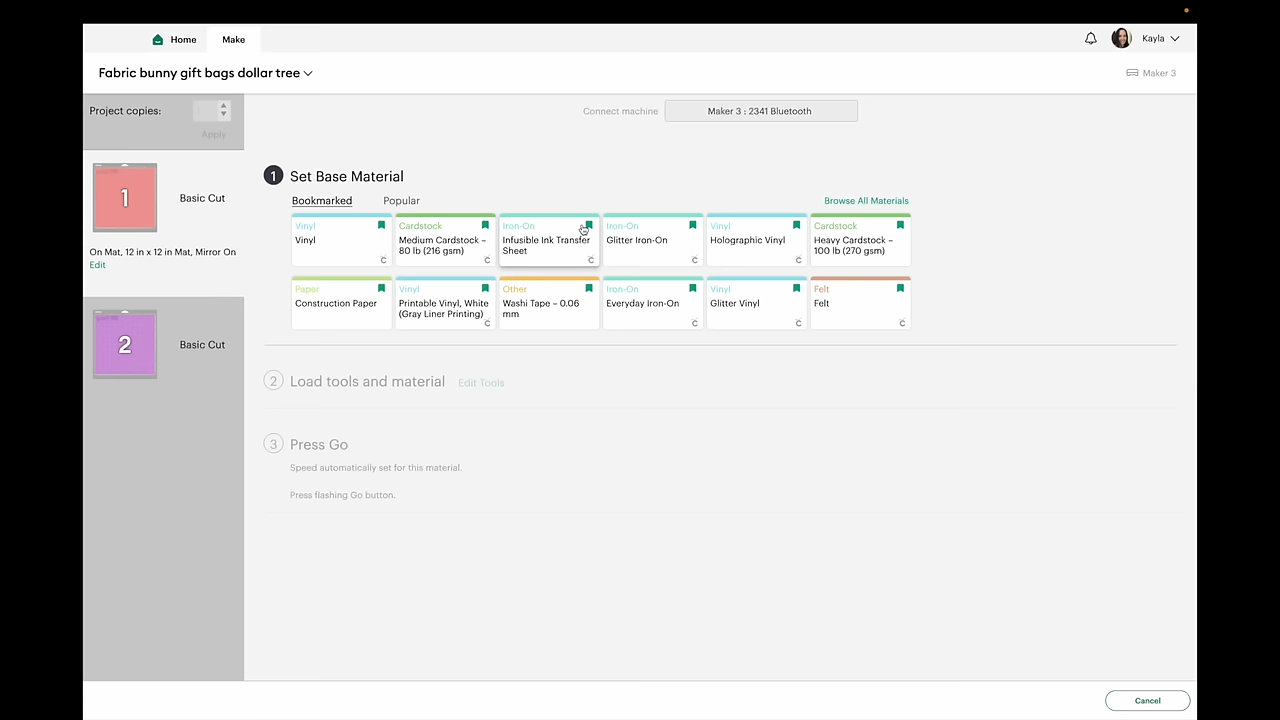 Home
Make
Kayla
Fabric bunny gift bags dollar tree
Maker 3
Project copies:
Apply
Connect machine
Maker 3 : 2341 Bluetooth
1
Basic Cut
On Mat, 12 in x 12 in Mat, Mirror On
Edit
2
Basic Cut
1 Set Base Material
Bookmarked
Popular
Browse All Materials
Vinyl
Vinyl
C
Cardstock
Medium Cardstock –
80 lb (216 gsm)
Iron-On
Infusible Ink Transfer
Sheet
C
Iron-On
Glitter Iron-On
C
Vinyl
Holographic Vinyl
C
Cardstock
Heavy Cardstock –
100 lb (270 gsm)
Paper
Construction Paper
Vinyl
Printable Vinyl, White
(Gray Liner Printing)
C
Other
Washi Tape – 0.06
mm
Iron-On
Everyday Iron-On
C
Vinyl
Glitter Vinyl
C
Felt
Felt
C
2 Load tools and material
Edit Tools
3 Press Go
Speed automatically set for this material.
Press flashing Go button.
Cancel